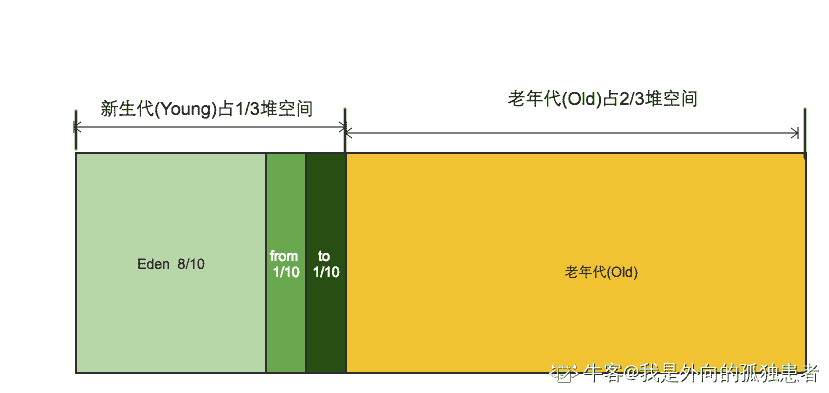 新生代(Young)占1/3堆空间
老年代(Old)占2/3堆空间
Eden 8/10
from
1/10
to
1/10
老年代(Old)
牛客@我是外向的孤独患者